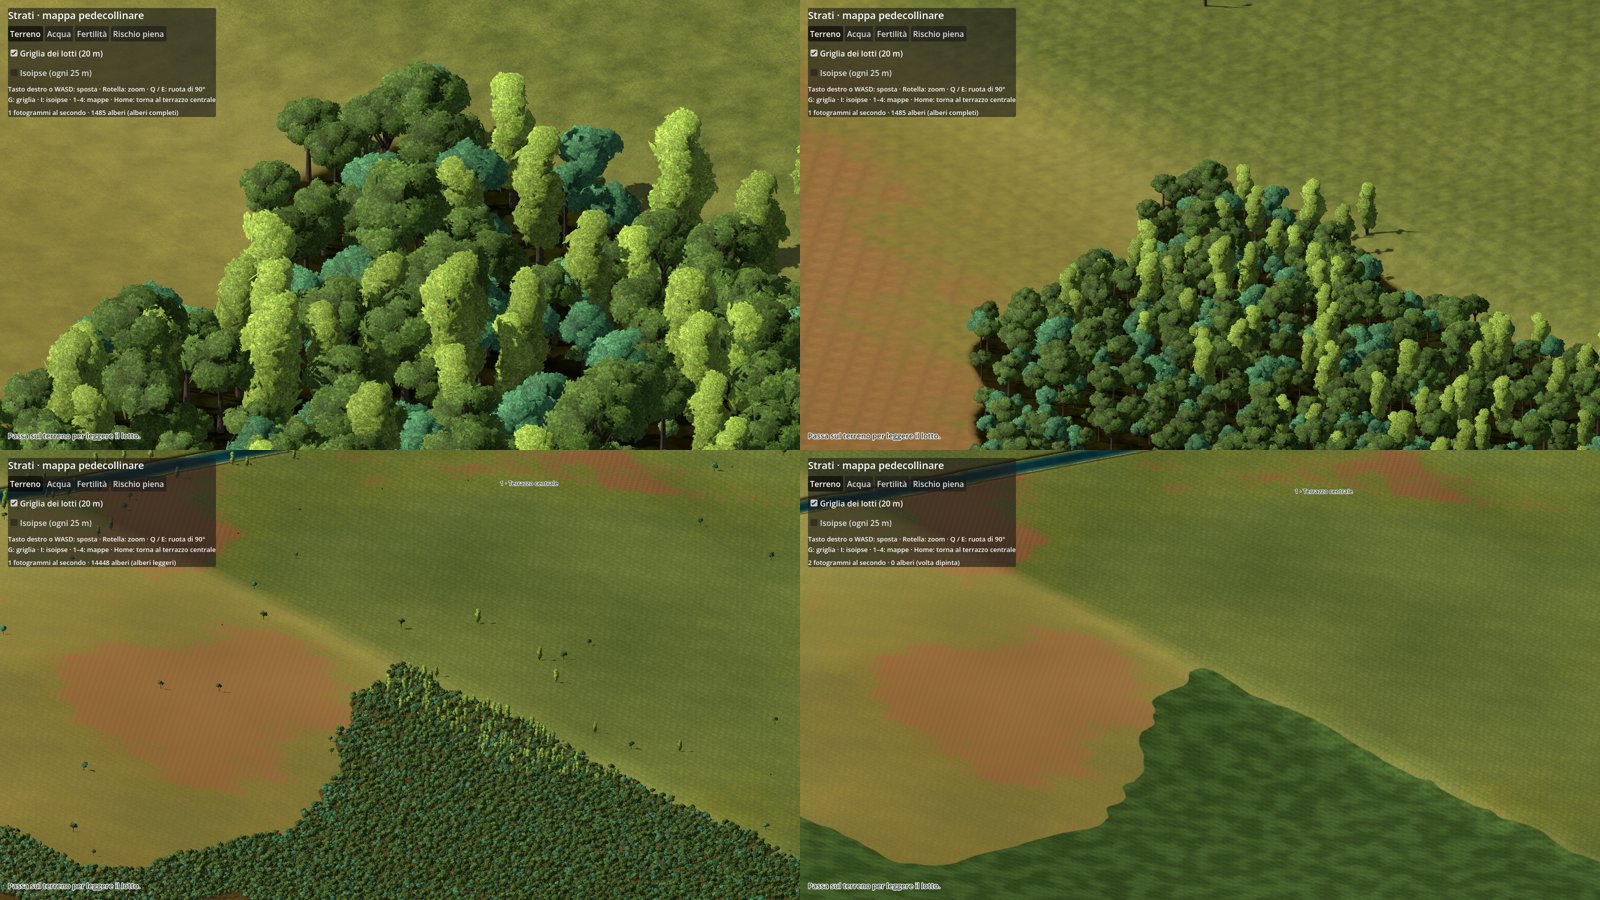 Strati · mappa pedecollinare
Terreno Acqua Fertilità Rischio piena
Griglia dei lotti (20 m)
Isoipse (ogni 25 m)
Tasto destro o WASD: sposta · Rotella: zoom · Q / E: ruota di 90°
G: griglia · I: isoipse · 1–4: mappe · Home: torna al terrazzo centrale
1 fotogrammi al secondo · 1485 alberi (alberi completi)
Passa sul terreno per leggere il lotto.
Strati · mappa pedecollinare
Terreno Acqua Fertilità Rischio piena
Griglia dei lotti (20 m)
Isoipse (ogni 25 m)
Tasto destro o WASD: sposta · Rotella: zoom · Q / E: ruota di 90°
G: griglia · I: isoipse · 1–4: mappe · Home: torna al terrazzo centrale
1 fotogrammi al secondo · 1485 alberi (alberi completi)
Passa sul terreno per leggere il lotto.
Strati · mappa pedecollinare
Terreno Acqua Fertilità Rischio piena
Griglia dei lotti (20 m)
Isoipse (ogni 25 m)
Tasto destro o WASD: sposta · Rotella: zoom · Q / E: ruota di 90°
G: griglia · I: isoipse · 1–4: mappe · Home: torna al terrazzo centrale
1 fotogrammi al secondo · 14448 alberi (alberi leggeri)
1 · Terrazzo centrale
Passa sul terreno per leggere il lotto.
Strati · mappa pedecollinare
Terreno Acqua Fertilità Rischio piena
Griglia dei lotti (20 m)
Isoipse (ogni 25 m)
Tasto destro o WASD: sposta · Rotella: zoom · Q / E: ruota di 90°
G: griglia · I: isoipse · 1–4: mappe · Home: torna al terrazzo centrale
2 fotogrammi al secondo · 0 alberi (volta dipinta)
1 · Terrazzo centrale
Passa sul terreno per leggere il lotto.